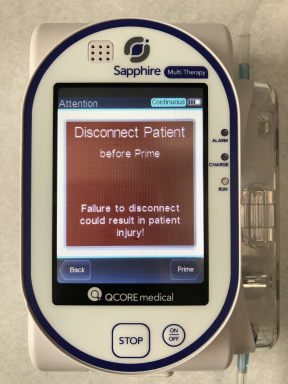 Sapphire Multi Therapy
Attention Continuous
Disconnect Patient
before Prime
Failure to disconnect
could result in patient
injury!
Back Prime
ALARM
CHARGE
RUN
QCORE medical
STOP
ON
OFF